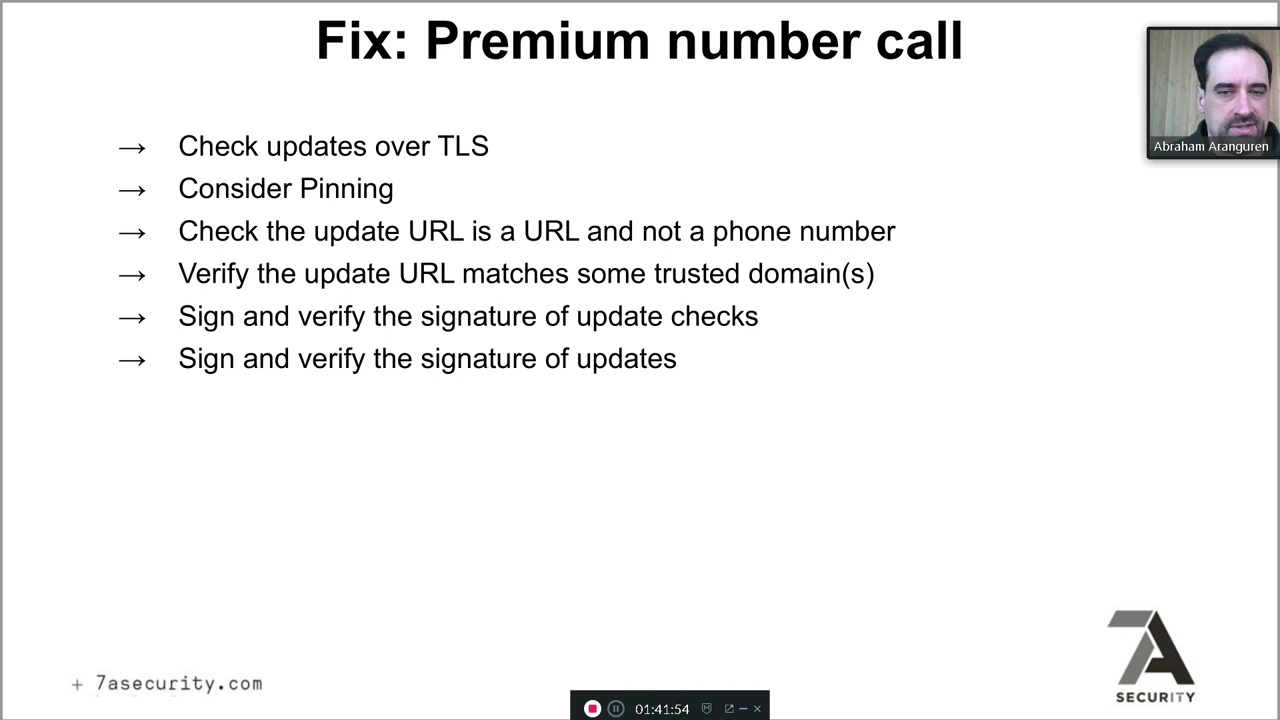 Fix: Premium number call
Abraham Aranguren
→ Check updates over TLS
→ Consider Pinning
→ Check the update URL is a URL and not a phone number
→ Verify the update URL matches some trusted domain(s)
→ Sign and verify the signature of update checks
→ Sign and verify the signature of updates
+ 7asecurity.com
7A
SECURITY
01:41:54